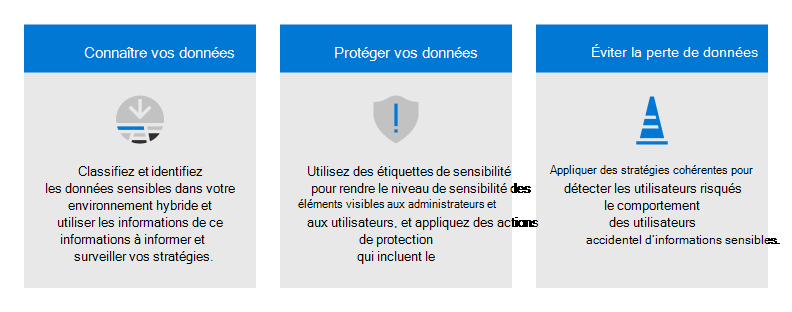 Connaître vos données
Classifiez et identifiez
les données sensibles dans votre
environnement hybride et
utiliser les informations de ce
informations à informer et
surveiller vos stratégies.
Protéger vos données
Utilisez des étiquettes de sensibilité
pour rendre le niveau de sensibilité des
éléments visibles aux administrateurs et
aux utilisateurs, et appliquez des actions
de protection
qui incluent le
Éviter la perte de données
Appliquer des stratégies cohérentes pour
détecter les utilisateurs risqués
le comportement
des utilisateurs
accidentel d'informations sensibles.